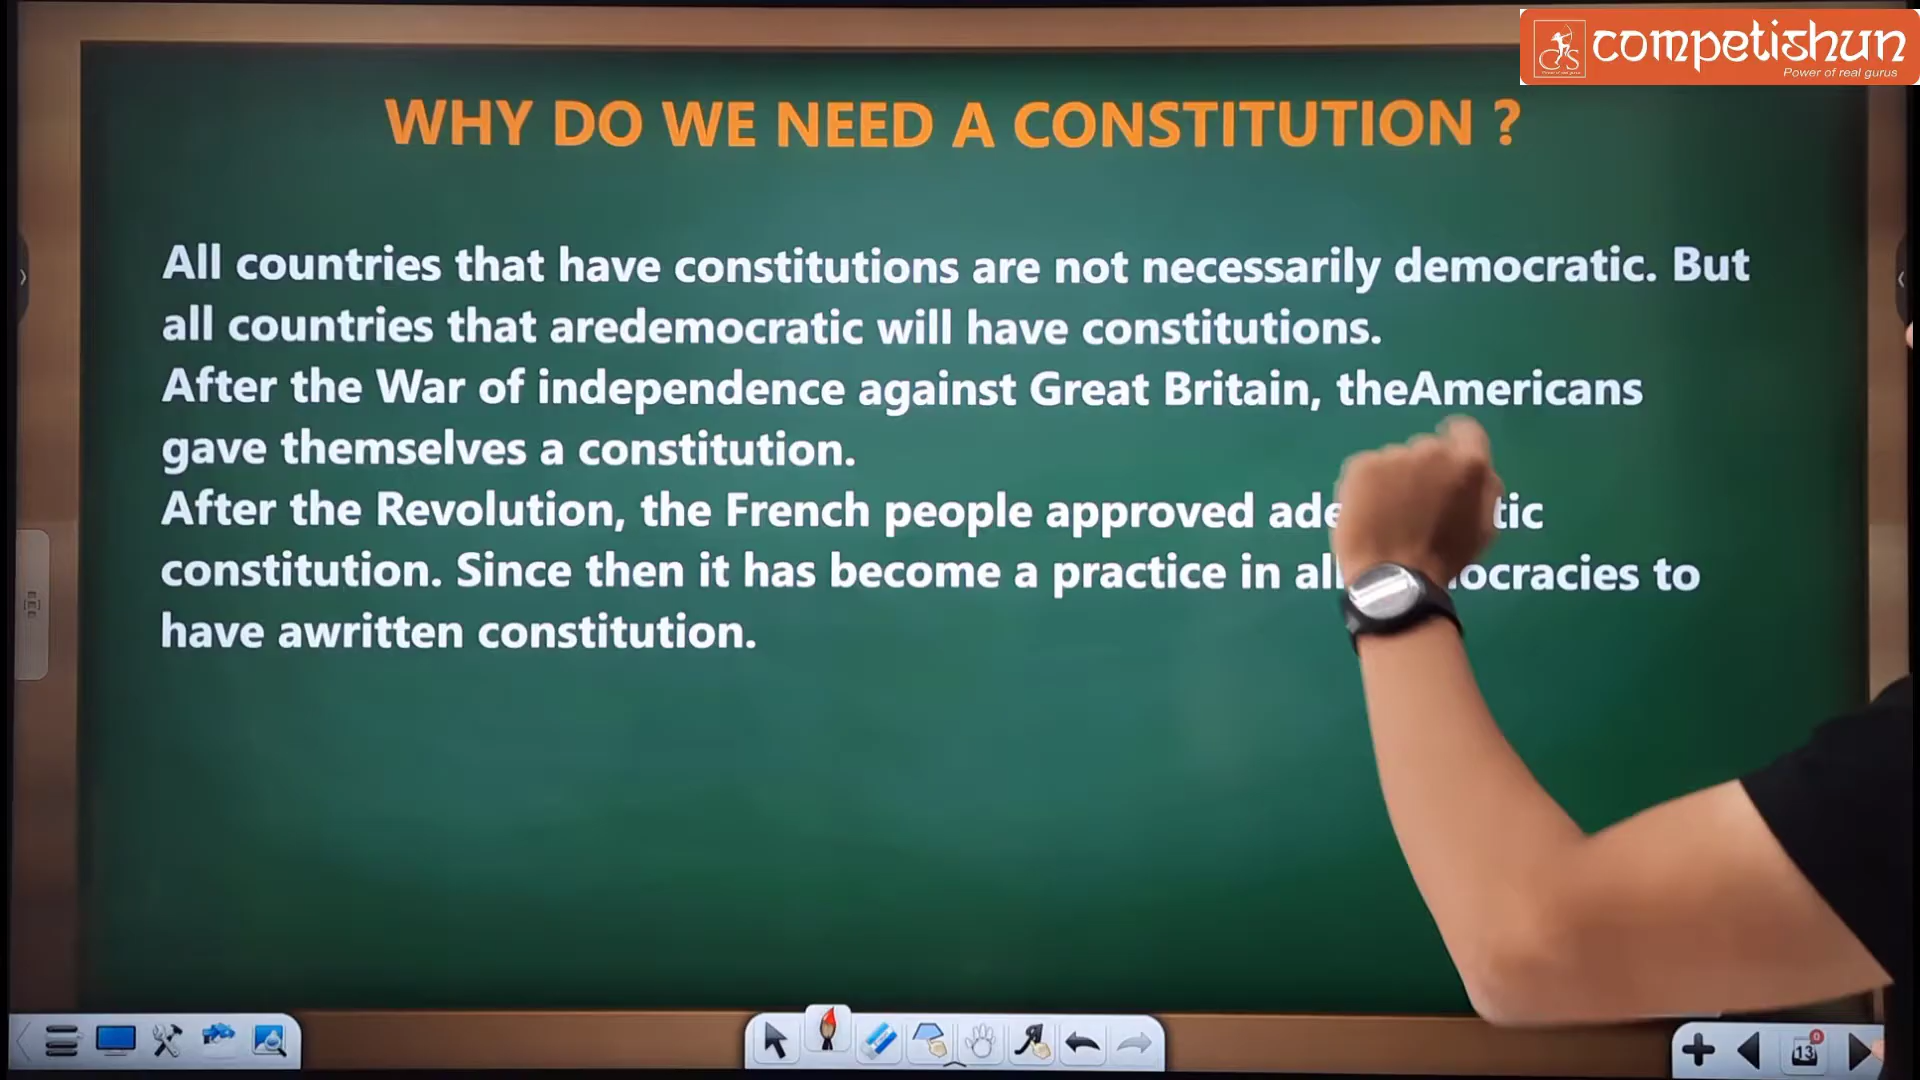 competishun
Power of real gurus
WHY DO WE NEED A CONSTITUTION ?
All countries that have constitutions are not necessarily democratic. But
all countries that aredemocratic will have constitutions.
After the War of independence against Great Britain, theAmericans
gave themselves a constitution.
After the Revolution, the French people approved
constitution. Since then it has become a practice in all to
have awritten constitution.
13
0